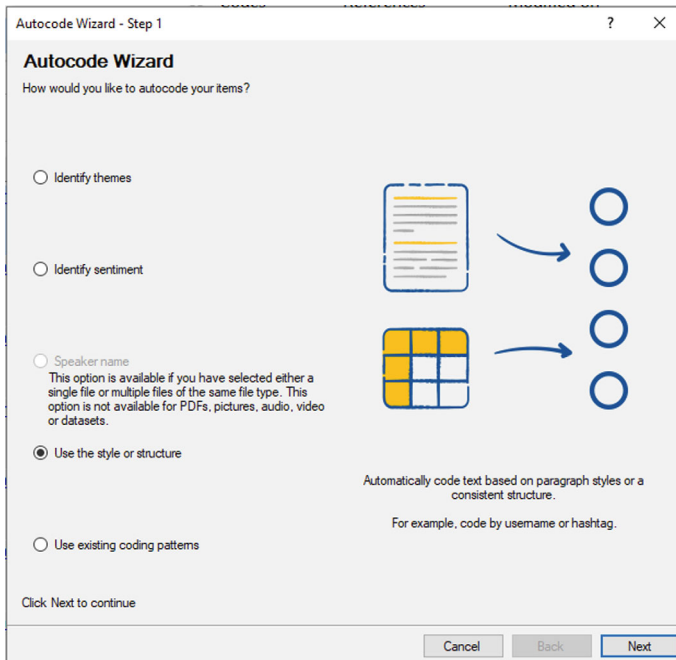 Codes References Modified on
Autocode Wizard - Step 1 ? X
Autocode Wizard
How would you like to autocode your items?
Identify themes
Identify sentiment
Speaker name
This option is available if you have selected either a
single file or multiple files of the same file type. This
option is not available for PDFs, pictures, audio, video
or datasets.
Use the style or structure
Automatically code text based on paragraph styles or a
consistent structure.
For example, code by username or hashtag.
Use existing coding patterns
Click Next to continue
Cancel Back Next